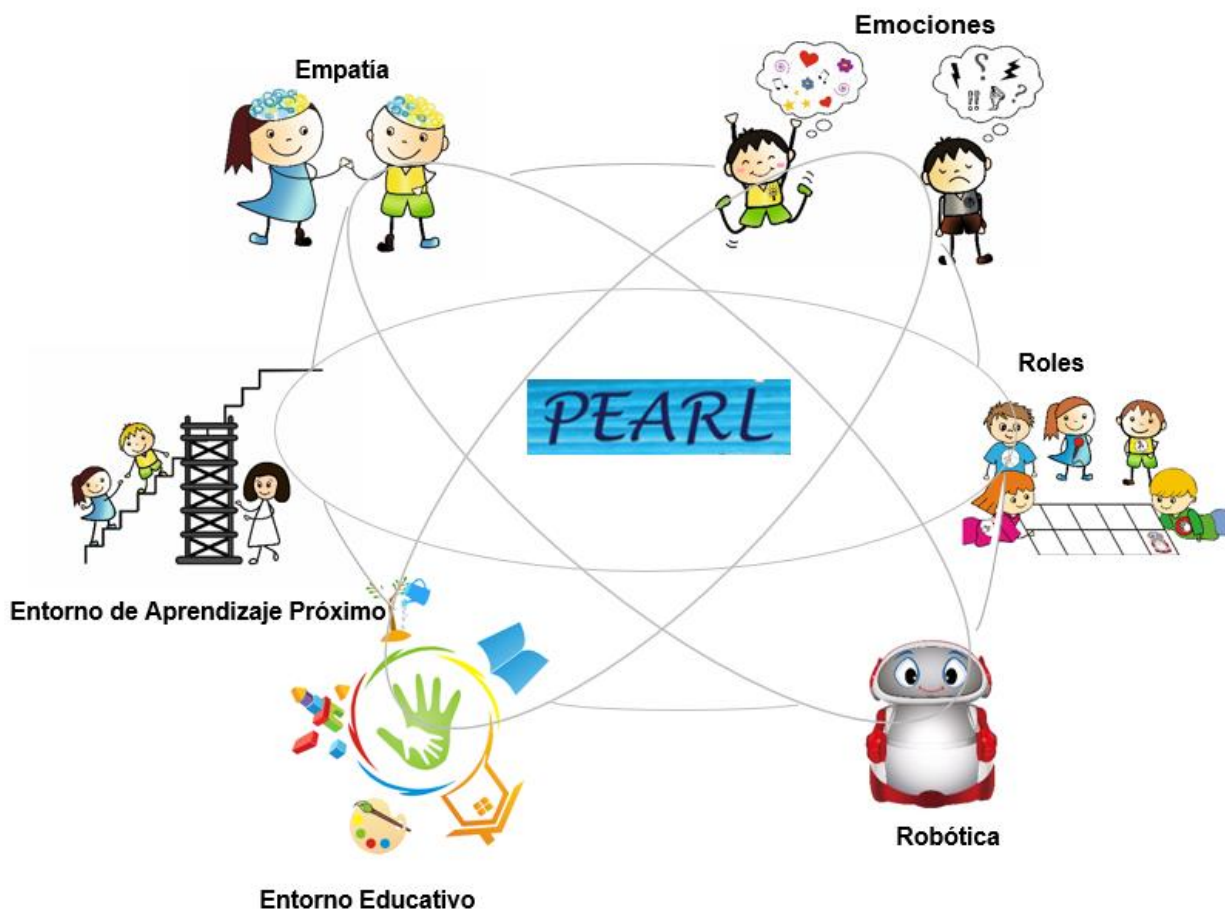 Emociones
Empatía
PEARL
Roles
Entorno de Aprendizaje Próximo
Robótica
Entorno Educativo